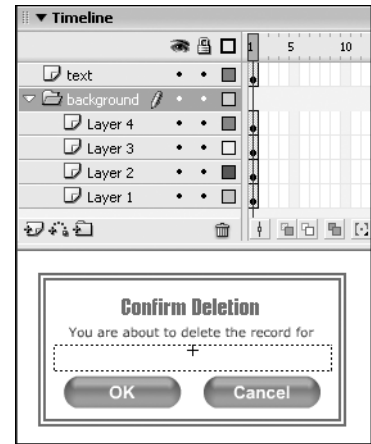 Timeline
1 5 10
text
background
Layer 4
Layer 3
Layer 2
Layer 1
Confirm Deletion
You are about to delete the record for
OK Cancel